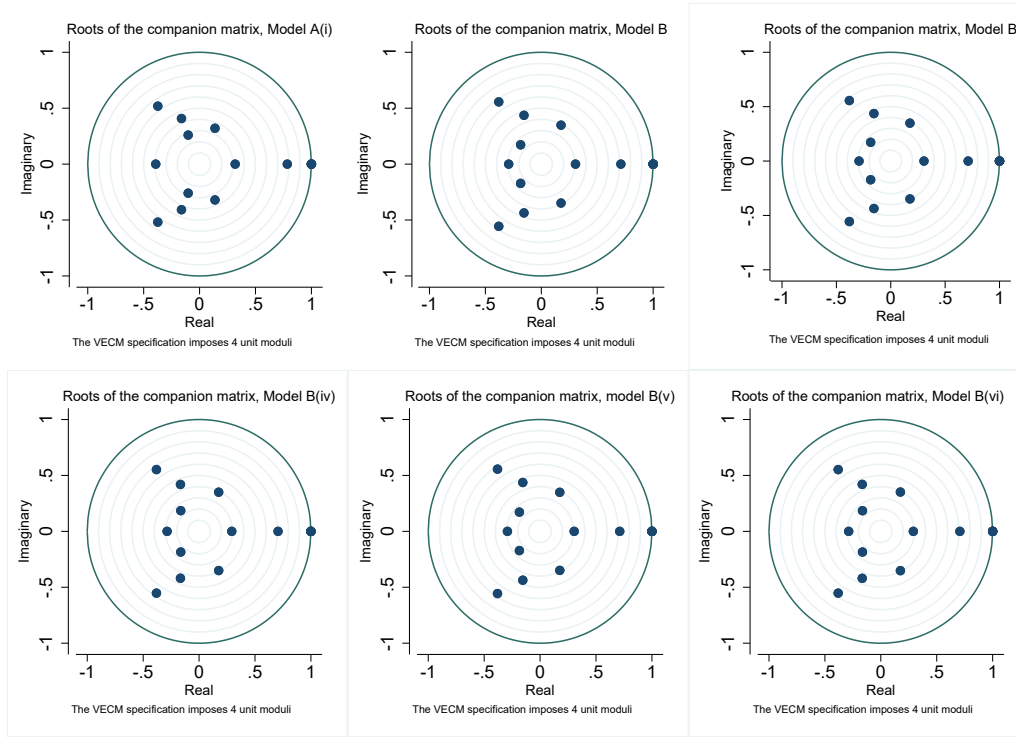 Roots of the companion matrix, Model A(i)
1
.5
0
-.5
-1
Imaginary
-1 -.5 0 .5 1
Real
The VECM specification imposes 4 unit moduli
Roots of the companion matrix, Model B
1
.5
0
-.5
-1
Imaginary
-1 -.5 0 .5 1
Real
The VECM specification imposes 4 unit moduli
Roots of the companion matrix, Model B
1
.5
0
-.5
-1
Imaginary
-1 -.5 0 .5 1
Real
The VECM specification imposes 4 unit moduli
Roots of the companion matrix, Model B(iv)
1
.5
0
-.5
-1
Imaginary
-1 -.5 0 .5 1
Real
The VECM specification imposes 4 unit moduli
Roots of the companion matrix, model B(v)
1
.5
0
-.5
-1
Imaginary
-1 -.5 0 .5 1
Real
The VECM specification imposes 4 unit moduli
Roots of the companion matrix, Model B(vi)
1
.5
0
-.5
-1
Imaginary
-1 -.5 0 .5 1
Real
The VECM specification imposes 4 unit moduli